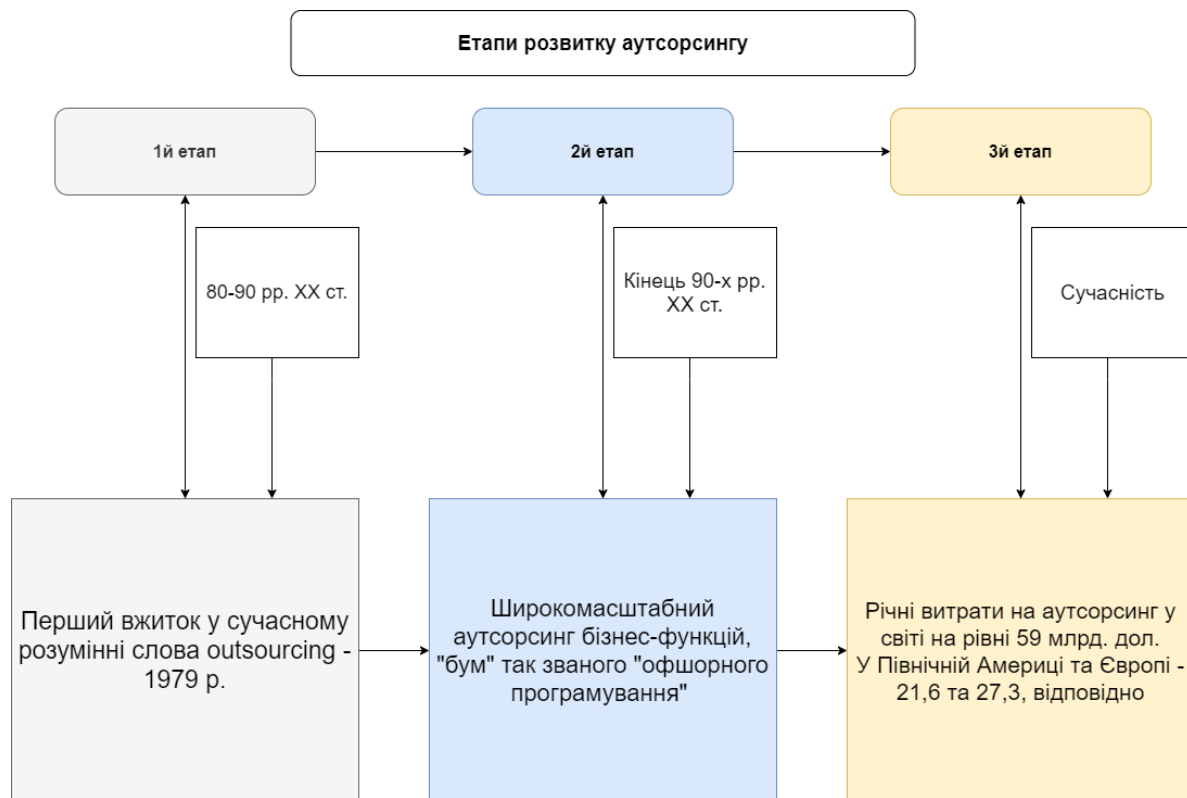 Етапи розвитку аутсорсингу
1й етап
2й етап
3й етап
80-90 рр. XX ст.
Кінець 90-х рр.
XX ст.
Сучасність
Перший вжиток у сучасному
розумінні слова outsourcing -
1979 р.
Широкомасштабний
аутсорсинг бізнес-функцій,
"бум" так званого "офшорного
програмування"
Річні витрати на аутсорсинг у
світі на рівні 59 млрд. дол.
У Північній Америці та Європі -
21,6 та 27,3, відповідно